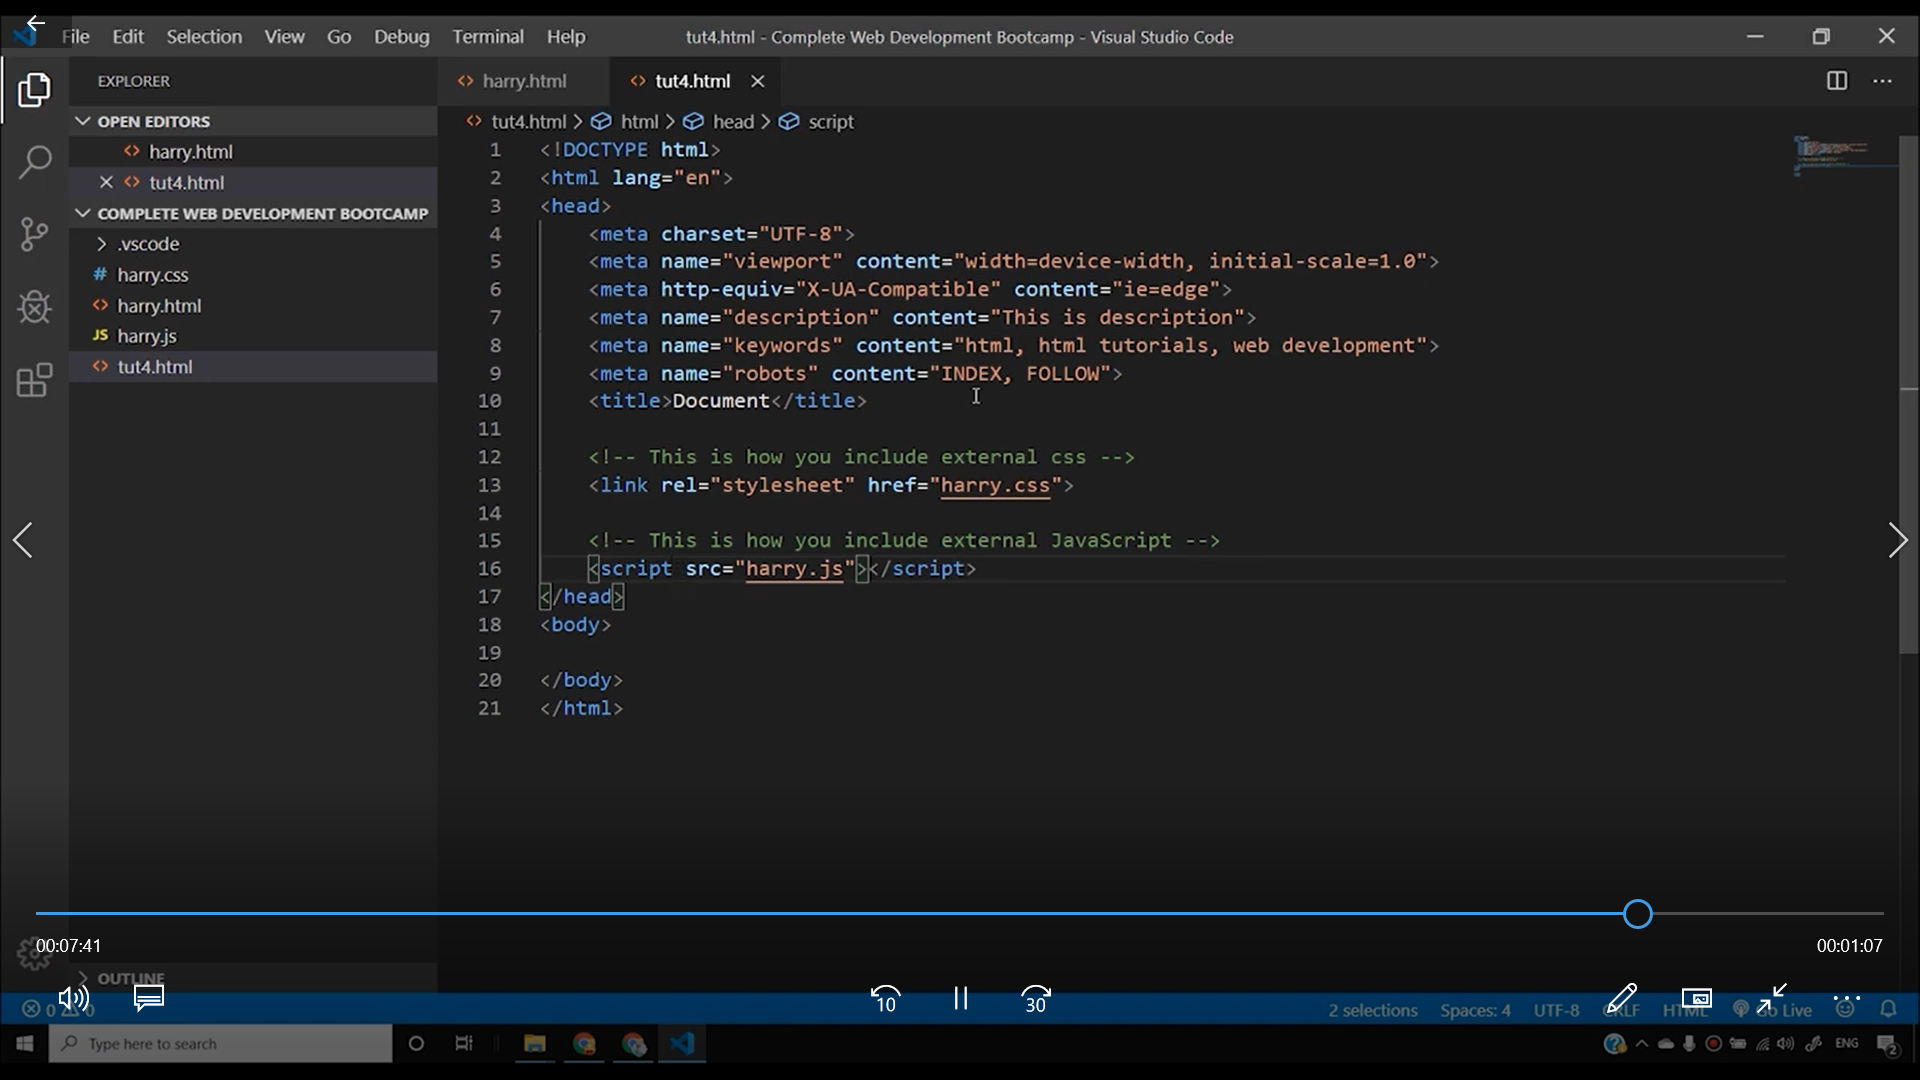 File Edit Selection View Go Debug Terminal Help tut4.html - Complete Web Development Bootcamp - Visual Studio Code
EXPLORER
harry.html tut4.html
OPEN EDITORS
harry.html
tut4.html
COMPLETE WEB DEVELOPMENT BOOTCAMP
.vscode
# harry.css
harry.html
JS harry.js
tut4.html
tut4.html > html > head > script
1 <!DOCTYPE html>
2 <html lang="en">
3 <head>
4 <meta charset="UTF-8">
5 <meta name="viewport" content="width=device-width, initial-scale=1.0">
6 <meta http-equiv="X-UA-Compatible" content="ie=edge">
7 <meta name="description" content="This is description">
8 <meta name="keywords" content="html, html tutorials, web development">
9 <meta name="robots" content="INDEX, FOLLOW">
10 <title>Document</title>
11
12 <!-- This is how you include external css -->
13 <link rel="stylesheet" href="harry.css">
14
15 <!-- This is how you include external JavaScript -->
16 <script src="harry.js"></script>
17 </head>
18 <body>
19
20 </body>
21 </html>
00:07:41 00:01:07
OUTLINE
10 30
0 0 2 selections Spaces: 4 UTF-8 CRLF HTML Go Live
Type here to search ENG 2